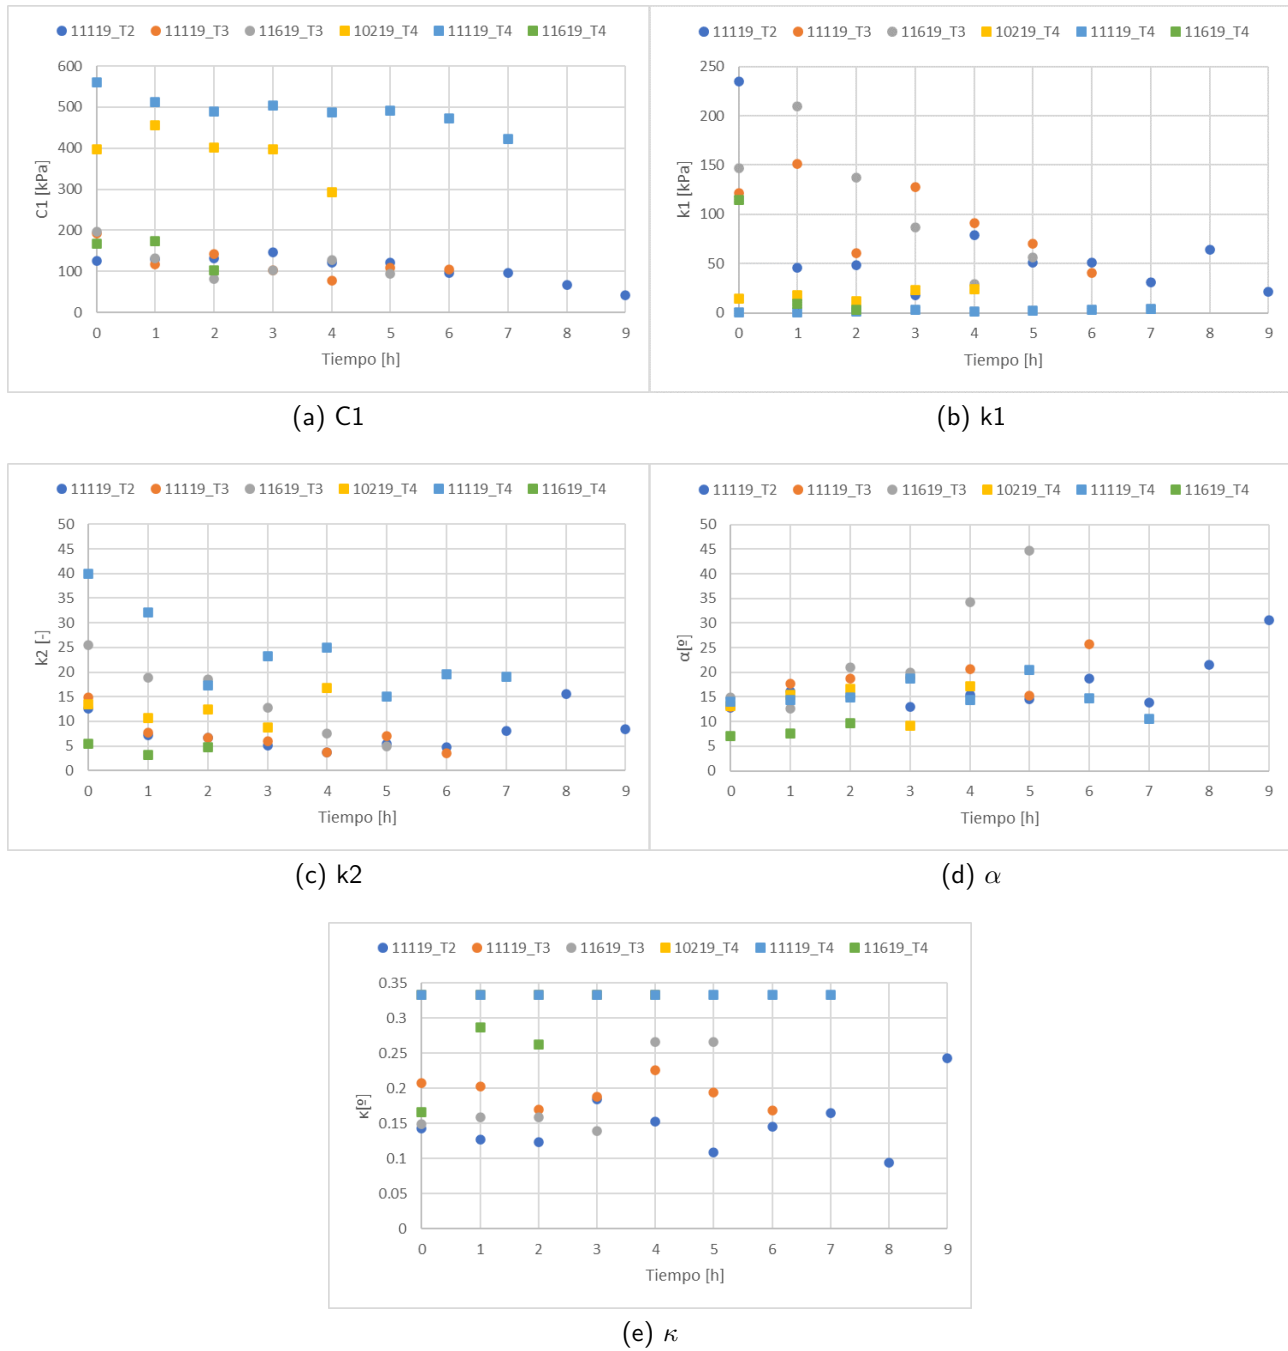 11119_T2 11119_T3 11619_T3 10219_T4 11119_T4 11619_T4
600
500
400
300
200
100
0
C1 [kPa]
0 1 2 3 4 5 6 7 8 9
Tiempo [h]
(a) C1
11119_T2 11119_T3 11619_T3 10219_T4 11119_T4 11619_T4
250
200
150
100
50
0
k1 [kPa]
0 1 2 3 4 5 6 7 8 9
Tiempo [h]
(b) k1
11119_T2 11119_T3 11619_T3 10219_T4 11119_T4 11619_T4
50
45
40
35
30
25
20
15
10
5
0
k2 [-]
0 1 2 3 4 5 6 7 8 9
Tiempo [h]
(c) k2
11119_T2 11119_T3 11619_T3 10219_T4 11119_T4 11619_T4
50
45
40
35
30
25
20
15
10
5
0
α[º]
0 1 2 3 4 5 6 7 8 9
Tiempo [h]
(d) α
11119_T2 11119_T3 11619_T3 10219_T4 11119_T4 11619_T4
0.35
0.3
0.25
0.2
0.15
0.1
0.05
0
κ[º]
0 1 2 3 4 5 6 7 8 9
Tiempo [h]
(e) κ